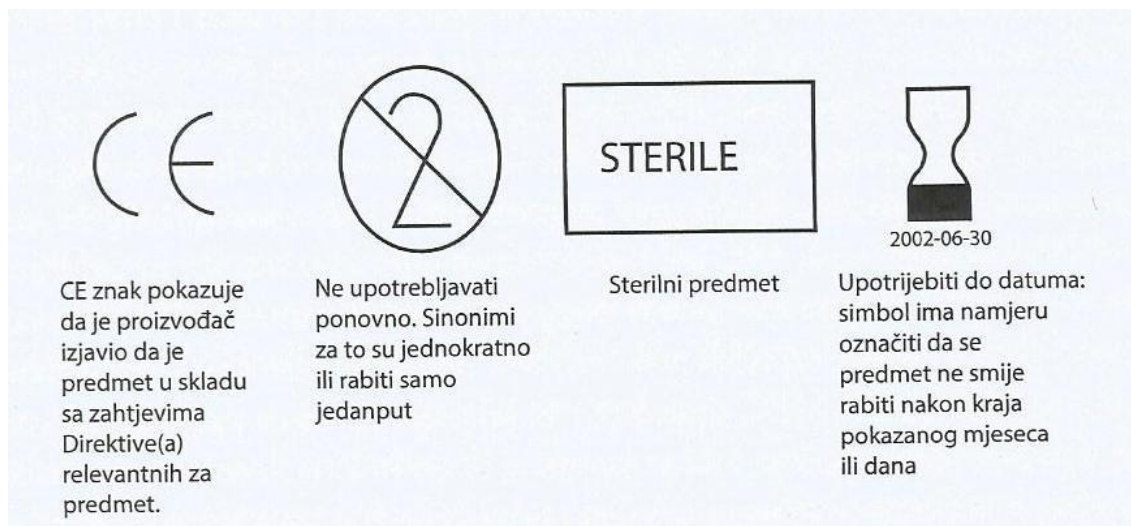 CE
2
STERILE
2002-06-30
CE znak pokazuje
da je proizvođač
izjavio da je
predmet u skladu
sa zahtjevima
Direktive(a)
relevantnih za
predmet.
Ne upotrebljavati
ponovno. Sinonimi
za to su jednokratno
ili rabiti samo
jedanput
Sterilni predmet
Upotrijebiti do datuma:
simbol ima namjeru
označiti da se
predmet ne smije
rabiti nakon kraja
pokazanog mjeseca
ili dana